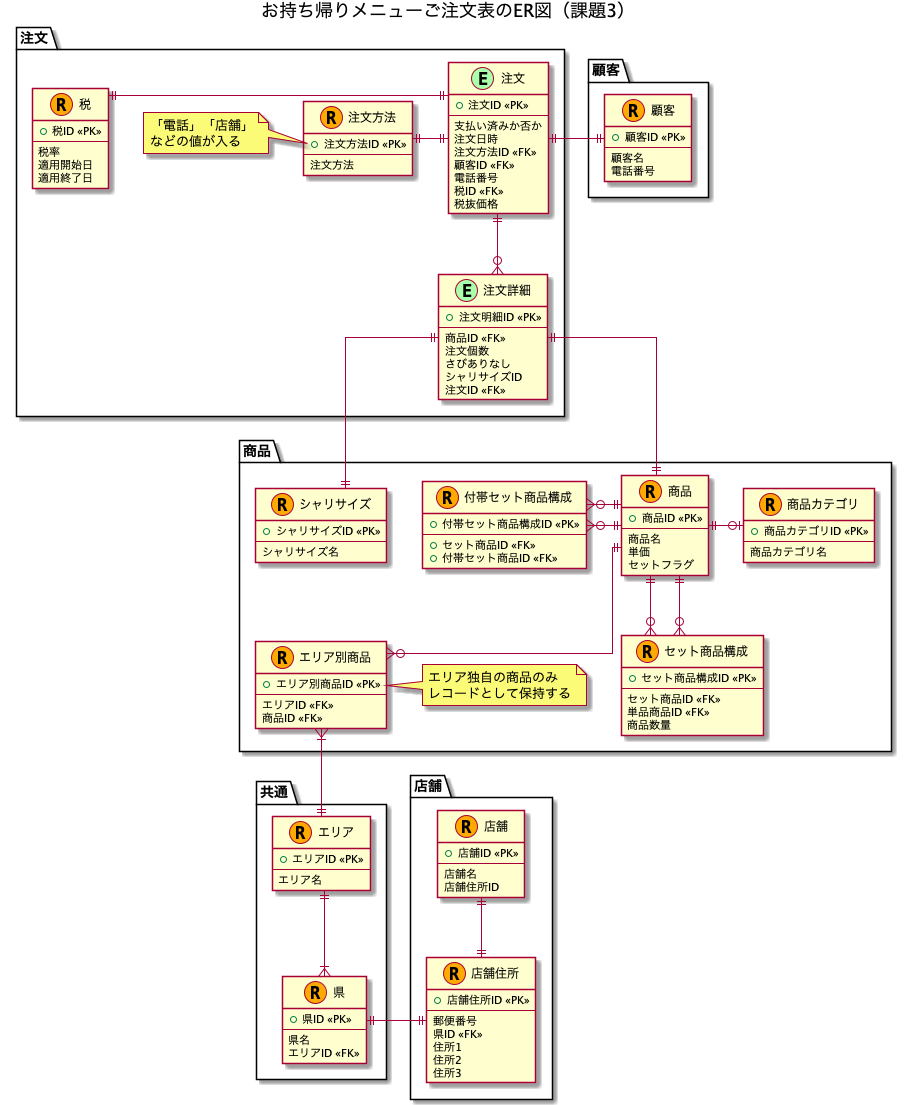 お持ち帰りメニューご注文表のER図（課題3）
注文
R 税
税ID «PK»
税率
適用開始日
適用終了日
「電話」「店舗」
などの値が入る
R 注文方法
注文方法ID «PK»
注文方法
E 注文
注文ID «PK»
支払い済みか否か
注文日時
注文方法ID «FK»
顧客ID «FK»
電話番号
税ID «FK»
税抜価格
顧客
R 顧客
顧客ID «PK»
顧客名
電話番号
E 注文詳細
注文明細ID «PK»
商品ID «FK»
注文個数
さびありなし
シャリサイズID
注文ID «FK»
商品
R シャリサイズ
シャリサイズID «PK»
シャリサイズ名
R 付帯セット商品構成
付帯セット商品構成ID «PK»
セット商品ID «FK»
付帯セット商品ID «FK»
R 商品
商品ID «PK»
商品名
単価
セットフラグ
R 商品カテゴリ
商品カテゴリID «PK»
商品カテゴリ名
R エリア別商品
エリア別商品ID «PK»
エリアID «FK»
商品ID «FK»
エリア独自の商品のみ
レコードとして保持する
R セット商品構成
セット商品構成ID «PK»
セット商品ID «FK»
単品商品ID «FK»
商品数量
共通
R エリア
エリアID «PK»
エリア名
R 県
県ID «PK»
県名
エリアID «FK»
店舗
R 店舗
店舗ID «PK»
店舗名
店舗住所ID
R 店舗住所
店舗住所ID «PK»
郵便番号
県ID «FK»
住所1
住所2
住所3